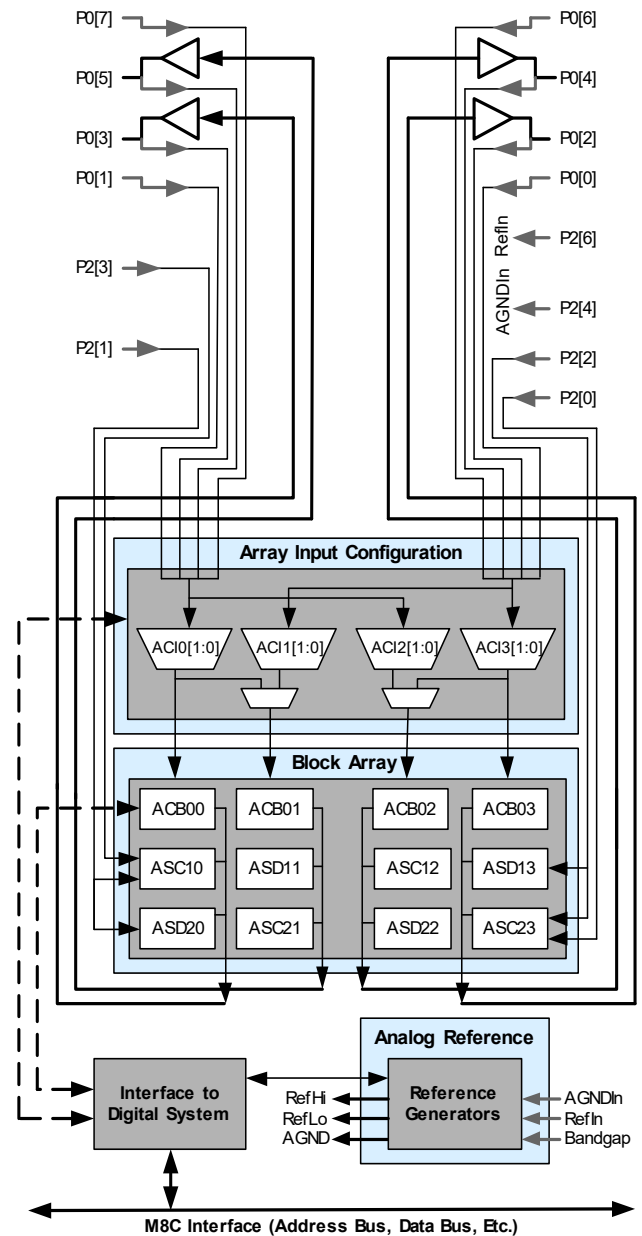 P0[7]
P0[6]
P0[5]
P0[4]
P0[3]
P0[2]
P0[1]
P0[0]
P2[6]
RefIn
AGNDIn
P2[3]
P2[4]
P2[1]
P2[2]
P2[0]
Array Input Configuration
ACI0[1:0]
ACI1[1:0]
ACI2[1:0]
ACI3[1:0]
Block Array
ACB00
ACB01
ACB02
ACB03
ASC10
ASD11
ASC12
ASD13
ASD20
ASC21
ASD22
ASC23
Analog Reference
Interface to
Digital System
RefHi
RefLo
AGND
Reference
Generators
AGNDIn
RefIn
Bandgap
M8C Interface (Address Bus, Data Bus, Etc.)